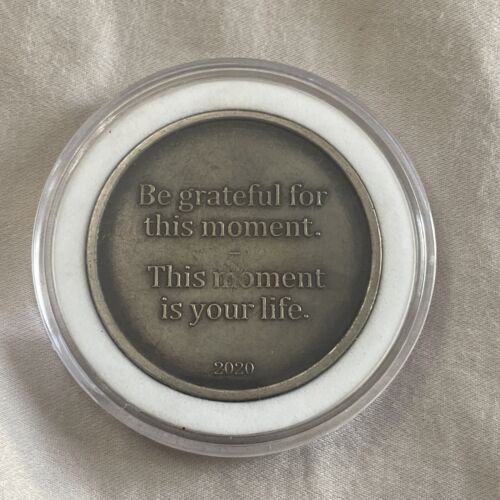 Be grateful for
this moment.
–
This moment
is your life.
2020